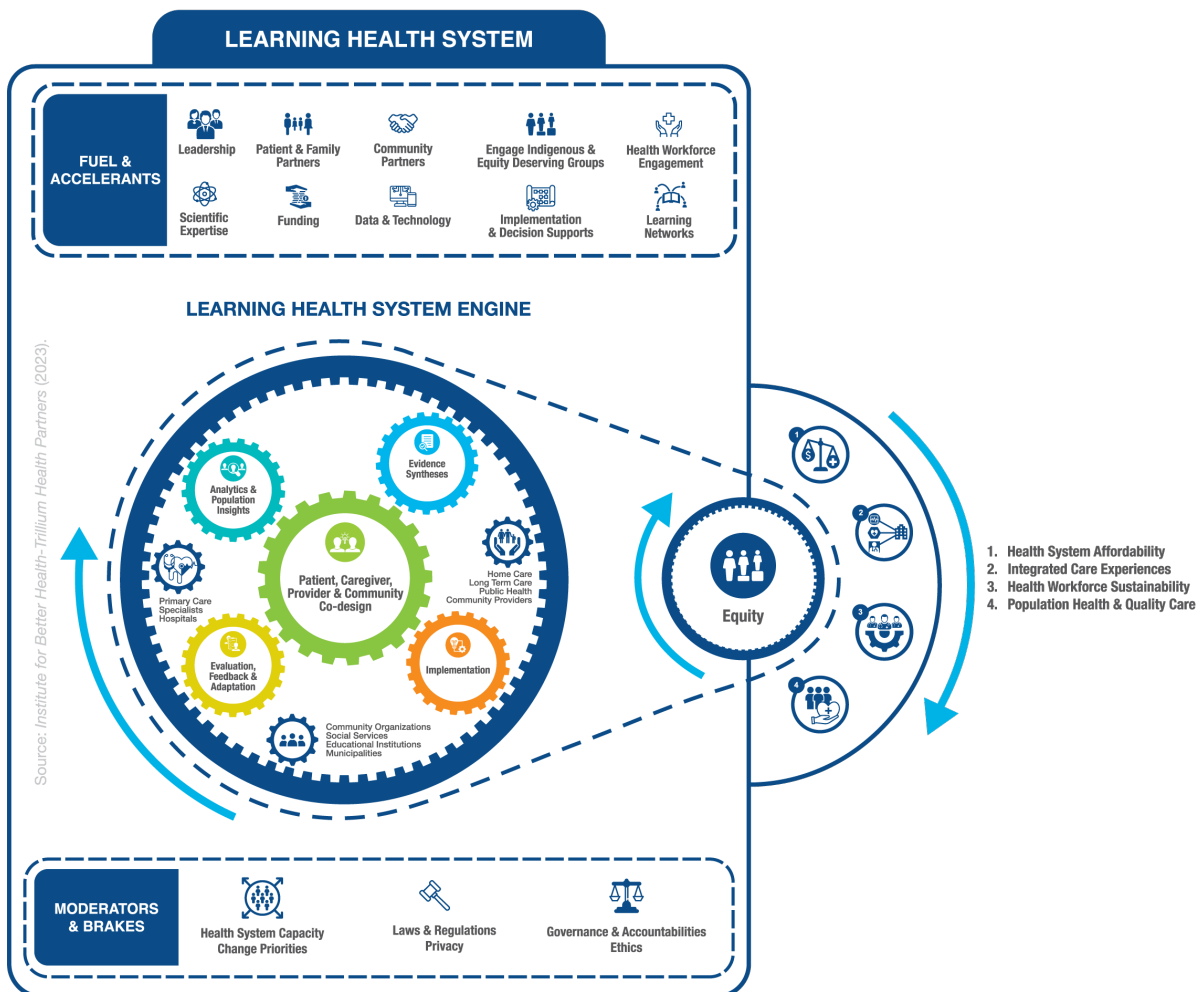 LEARNING HEALTH SYSTEM
FUEL &
ACCELERANTS
Leadership
Patient & Family
Partners
Community
Partners
Engage Indigenous &
Equity Deserving Groups
Health Workforce
Engagement
Scientific
Expertise
Funding
Data & Technology
Implementation
& Decision Supports
Learning
Networks
LEARNING HEALTH SYSTEM ENGINE
Source: Institute for Better Health-Trillium Health Partners (2023).
Analytics &
Population
Insights
Evidence
Syntheses
Primary Care
Specialists
Hospitals
Patient, Caregiver,
Provider & Community
Co-design
Home Care
Long Term Care
Public Health
Community Providers
Evaluation,
Feedback &
Adaptation
Implementation
Community Organizations
Social Services
Educational Institutions
Municipalities
Equity
1
$
2
3
4
1. Health System Affordability
2. Integrated Care Experiences
3. Health Workforce Sustainability
4. Population Health & Quality Care
MODERATORS
& BRAKES
Health System Capacity
Change Priorities
Laws & Regulations
Privacy
Governance & Accountabilities
Ethics